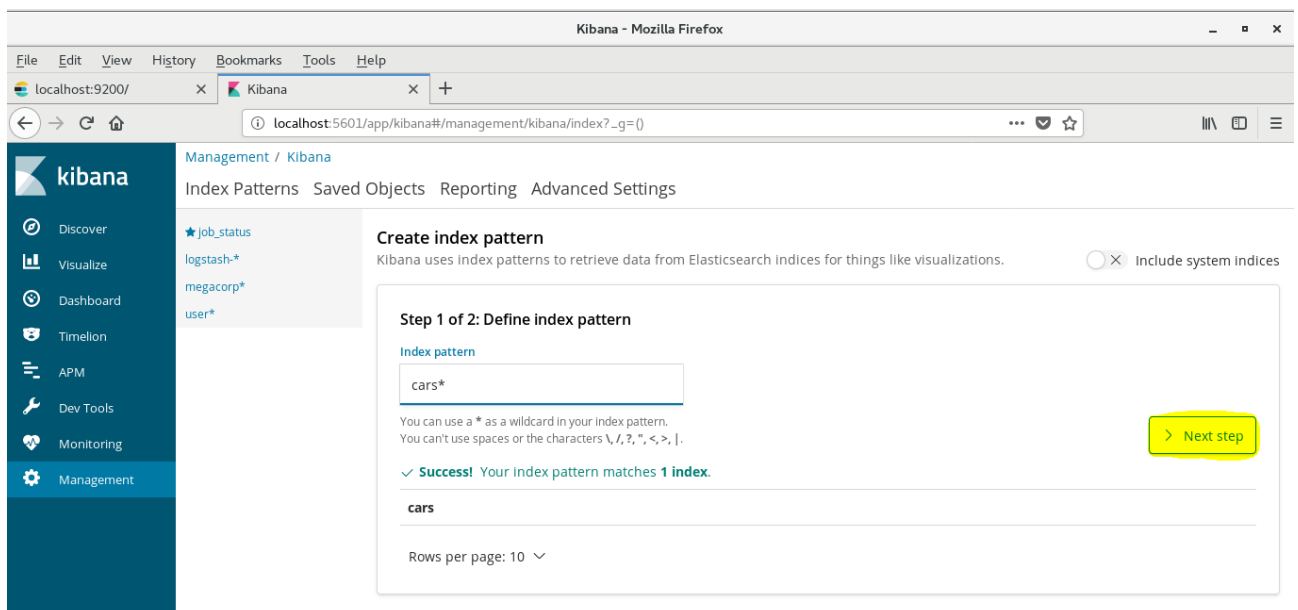 Kibana - Mozilla Firefox
File Edit View History Bookmarks Tools Help
localhost:9200/ Kibana
localhost:5601/app/kibana#/management/kibana/index?_g=()
kibana
Discover
Visualize
Dashboard
Timelion
APM
Dev Tools
Monitoring
Management
Management / Kibana
Index Patterns Saved Objects Reporting Advanced Settings
job_status
logstash-*
megacorp*
user*
Create index pattern
Kibana uses index patterns to retrieve data from Elasticsearch indices for things like visualizations.
Include system indices
Step 1 of 2: Define index pattern
Index pattern
cars*
You can use a * as a wildcard in your index pattern.
You can't use spaces or the characters \, /, ?, ", <, >, |.
Next step
Success! Your index pattern matches 1 index.
cars
Rows per page: 10